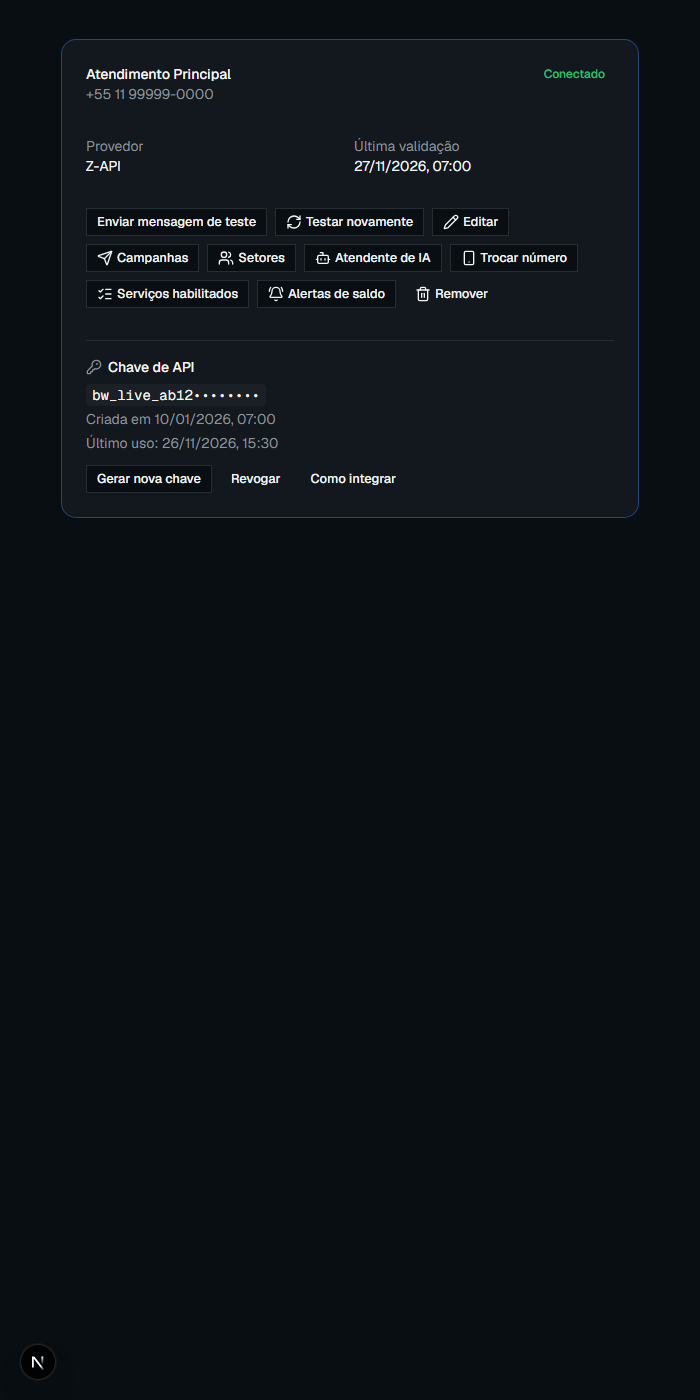 Atendimento Principal
Conectado
+55 11 99999-0000
Provedor
Última validação
Z-API
27/11/2026, 07:00
Enviar mensagem de teste
Testar novamente
Editar
Campanhas
Setores
Atendente de IA
Trocar número
Serviços habilitados
Alertas de saldo
Remover
Chave de API
bw_live_ab12••••••••
Criada em 10/01/2026, 07:00
Último uso: 26/11/2026, 15:30
Gerar nova chave
Revogar
Como integrar
N